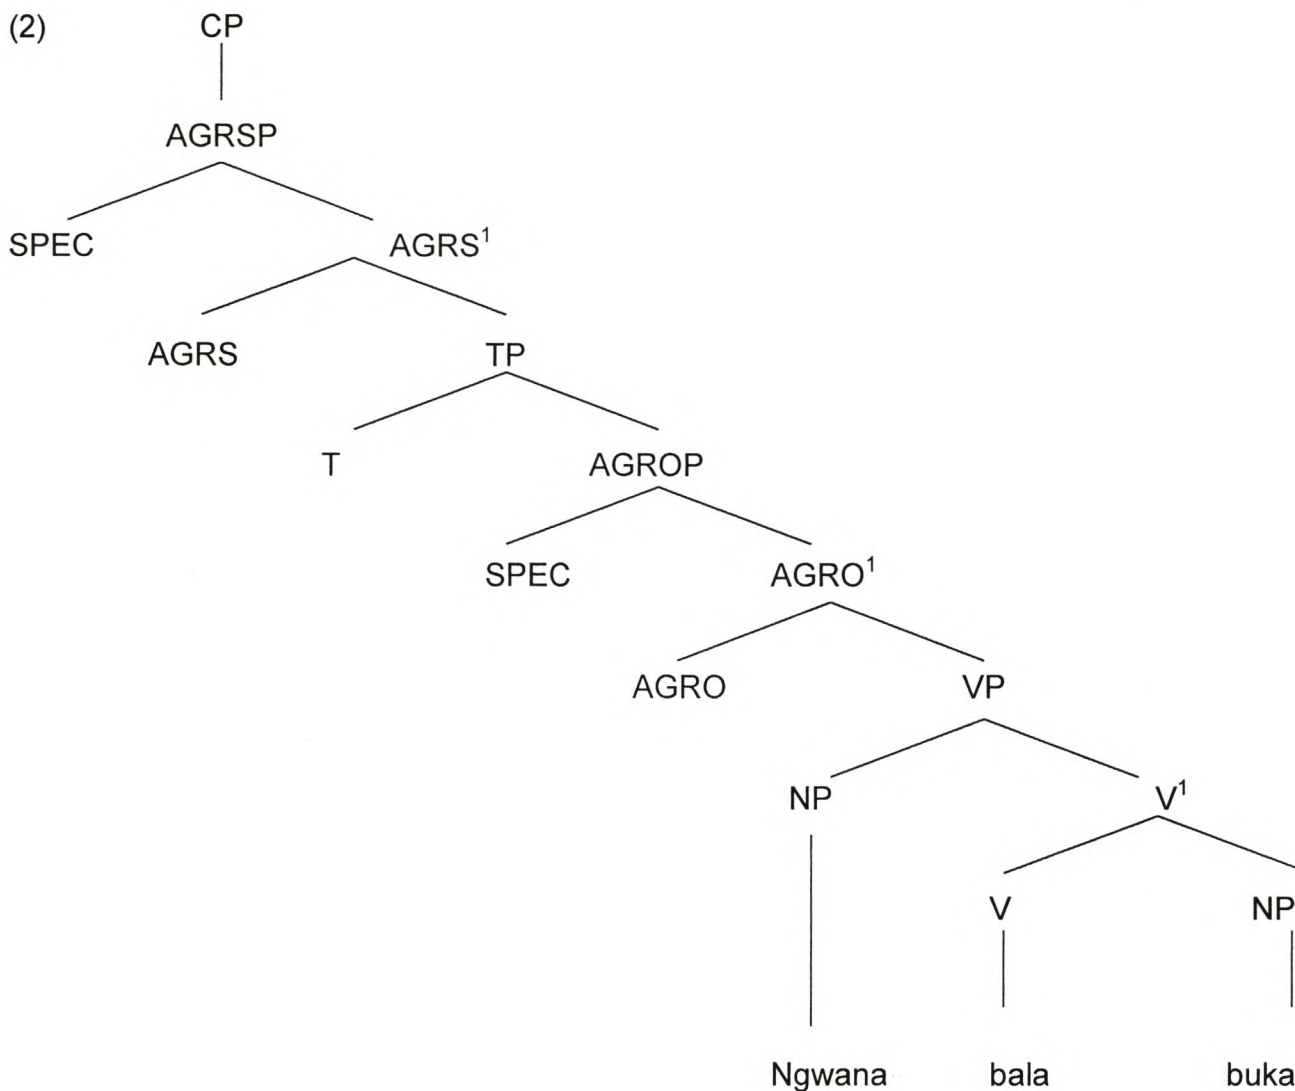 (2) CP
AGRSP
SPEC AGRS¹
AGRS TP
T AGROP
SPEC AGRO¹
AGRO VP
NP V¹
V NP
Ngwana bala buka